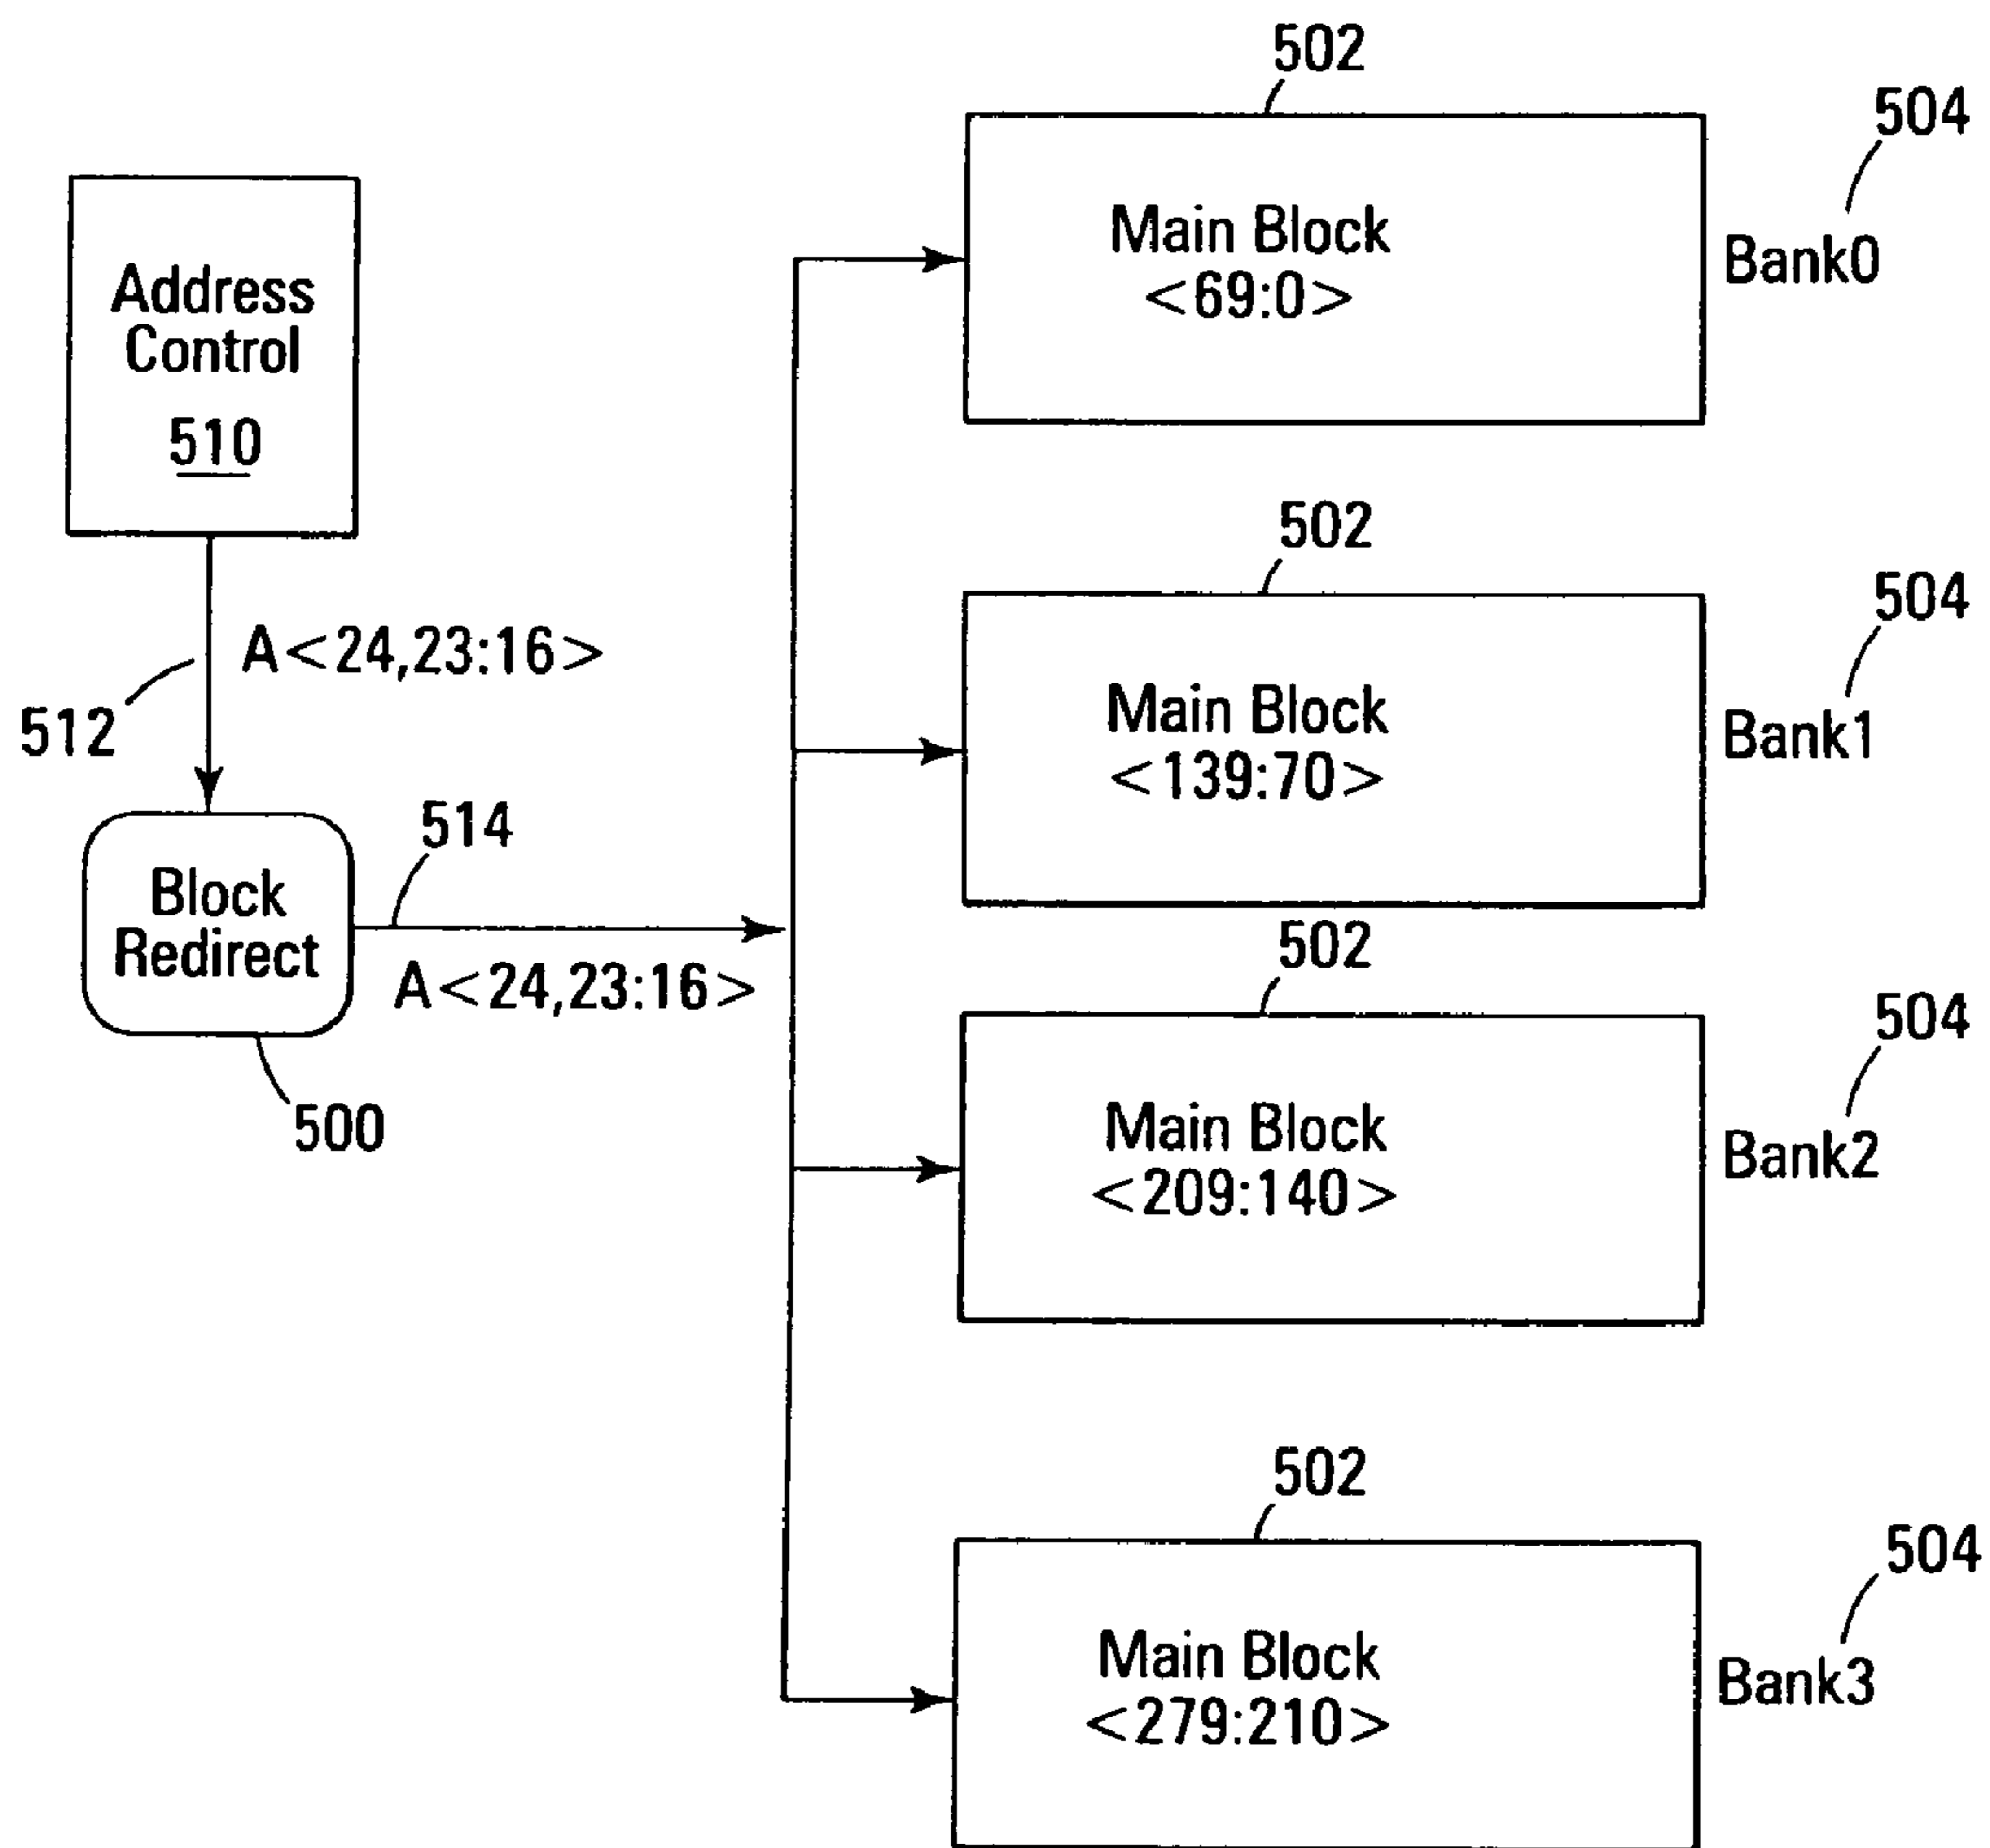 502
504
Main Block
<69:0>
Bank0
Address
Control
510
502
504
Main Block
<139:70>
Bank1
A<24,23:16>
512
514
Block
Redirect
A<24,23:16>
500
502
504
Main Block
<209:140>
Bank2
502
504
Main Block
<279:210>
Bank3